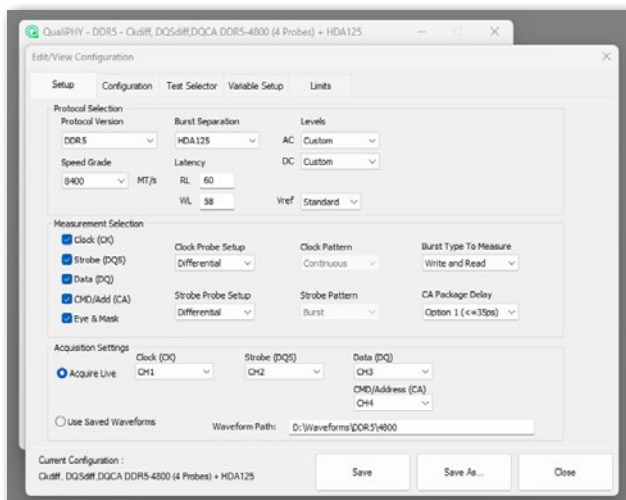 QualiPHY - DDR5 - Ckdiff, DQSdiff,DQCA DDR5-4800 (4 Probes) + HDA125
Edit/View Configuration
Setup Configuration Test Selector Variable Setup Limits
Protocol Selection
Protocol Version Burst Separation Levels
DDR5 HDA125 AC Custom
Speed Grade Latency DC Custom
8400 MT/s RL 60
WL 58 Vref Standard
Measurement Selection
Clock (CK) Clock Probe Setup Clock Pattern Burst Type To Measure
Strobe (DQS) Differential Continuous Write and Read
Data (DQ)
CMD/Add (CA) Strobe Probe Setup Strobe Pattern CA Package Delay
Eye & Mask Differential Burst Option 1 (<=35ps)
Acquisition Settings
Clock (CK) Strobe (DQS) Data (DQ)
Acquire Live CH1 CH2 CH3
CMD/Address (CA)
CH4
Use Saved Waveforms Waveform Path: D:\Waveforms\DDR5\4800
Current Configuration :
Ckdiff, DQSdiff,DQCA DDR5-4800 (4 Probes) + HDA125
Save Save As... Close